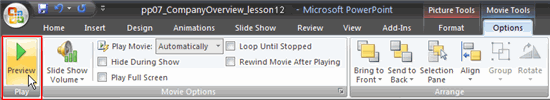 pp07_CompanyOverview_lesson12 - Microsoft PowerPoint
Picture Tools
Movie Tools
Home Insert Design Animations Slide Show Review View Add-Ins Format Options
Preview
Play
Slide Show Volume
Play Movie: Automatically
Hide During Show
Play Full Screen
Loop Until Stopped
Rewind Movie After Playing
Movie Options
Bring to Front
Send to Back
Selection Pane
Align
Group
Rotate
Arrange